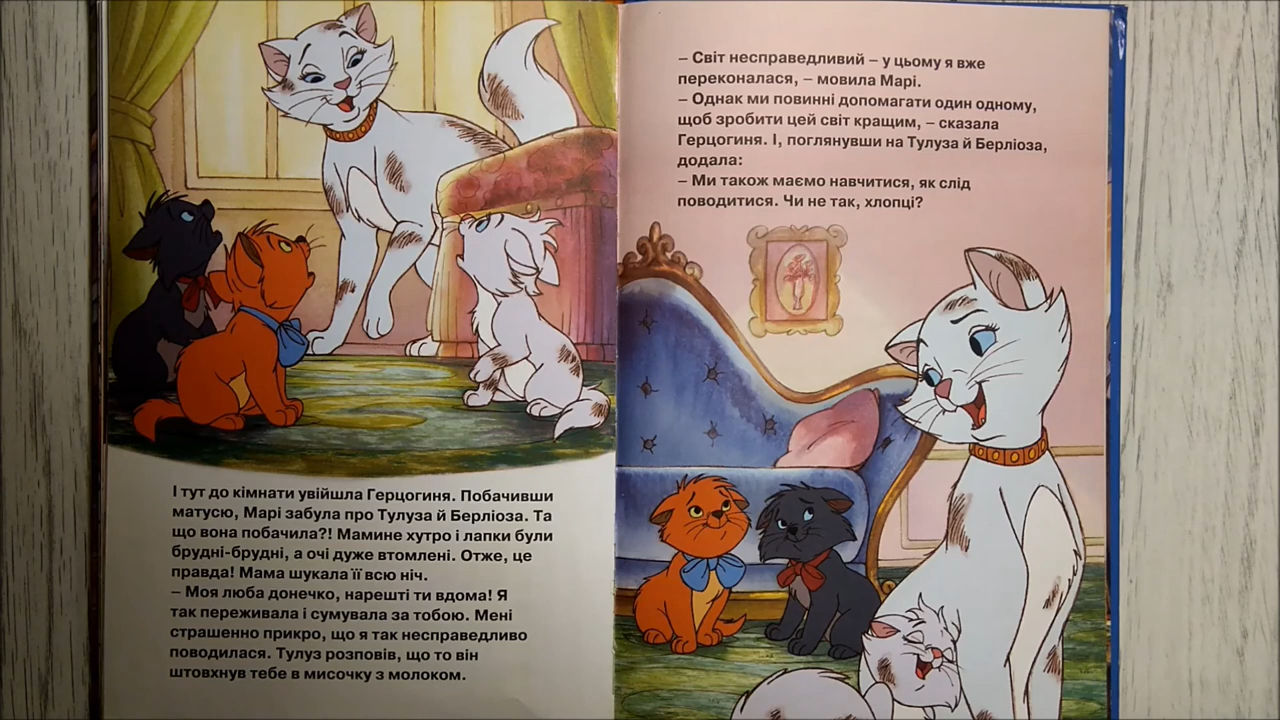 І тут до кімнати увійшла Герцогиня. Побачивши
матусю, Марі забула про Тулуза й Берліоза. Та
що вона побачила?! Мамине хутро і лапки були
брудні-брудні, а очі дуже втомлені. Отже, це
правда! Мама шукала її всю ніч.
– Моя люба донечко, нарешті ти вдома! Я
так переживала і сумувала за тобою. Мені
страшенно прикро, що я так несправедливо
поводилася. Тулуз розповів, що то він
штовхнув тебе в мисочку з молоком.
– Світ несправедливий – у цьому я вже
переконалася, – мовила Марі.
– Однак ми повинні допомагати один одному,
щоб зробити цей світ кращим, – сказала
Герцогиня. І, поглянувши на Тулуза й Берліоза,
додала:
– Ми також маємо навчитися, як слід
поводитися. Чи не так, хлопці?